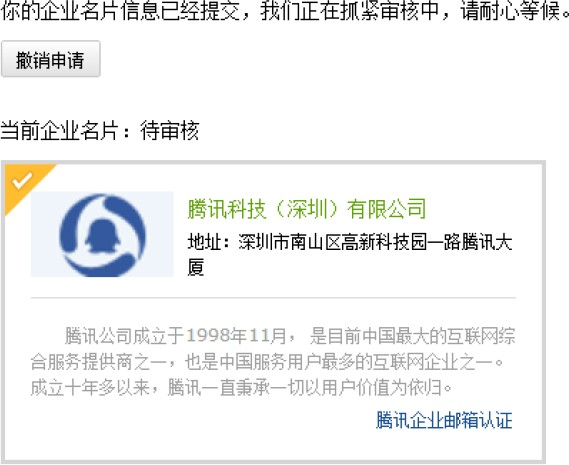 你的企业名片信息已经提交，我们正在抓紧审核中，请耐心等候。
撤销申请
当前企业名片：待审核
腾讯科技（深圳）有限公司
地址：深圳市南山区高新科技园一路腾讯大
厦
腾讯公司成立于1998年11月， 是目前中国最大的互联网综
合服务提供商之一，也是中国服务用户最多的互联网企业之一。
成立十年多以来，腾讯一直秉承一切以用户价值为依归。
腾讯企业邮箱认证